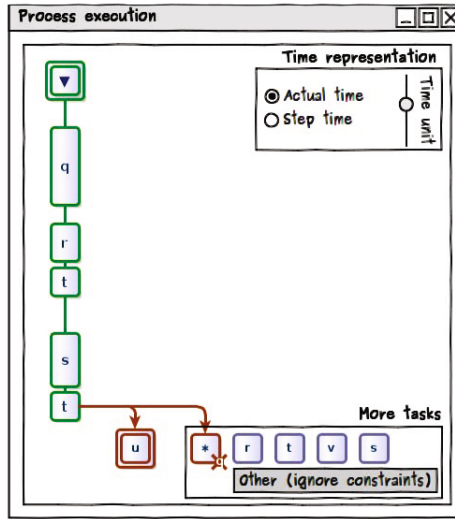 Process execution
Time representation
Actual time
Step time
Time unit
q
r
t
s
t
More tasks
u
* r t v s
Other (ignore constraints)